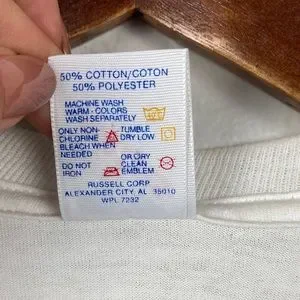 50% COTTON/COTON
50% POLYESTER
MACHINE WASH
WARM - COLORS
WASH SEPARATELY
ONLY NON- TUMBLE
CHLORINE DRY LOW
BLEACH WHEN
NEEDED OR DRY
DO NOT CLEAN
IRON EMBLEM
RUSSELL CORP
ALEXANDER CITY, AL 35010
WPL 7232